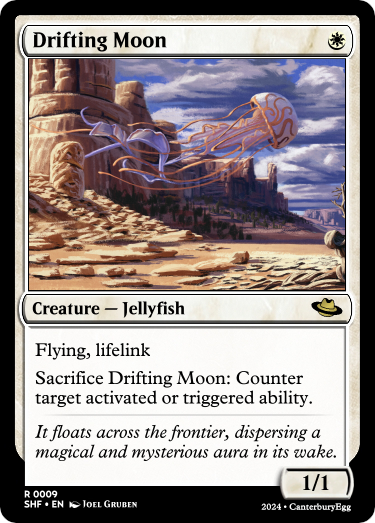 Drifting Moon
Creature — Jellyfish
Flying, lifelink
Sacrifice Drifting Moon: Counter
target activated or triggered ability.
It floats across the frontier, dispersing a
magical and mysterious aura in its wake.
1/1
R 0009
SHF • EN Joel Gruben
2024 • CanterburyEgg